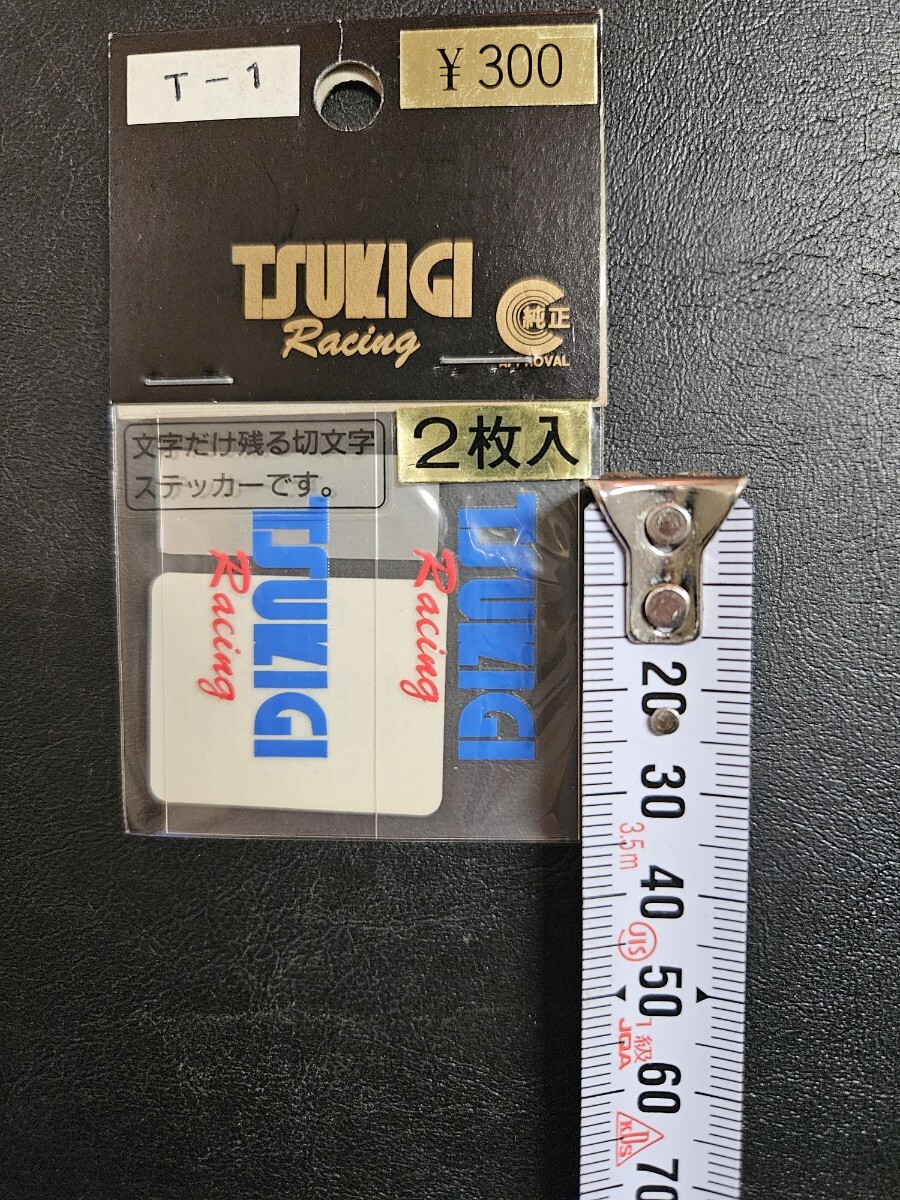 T-1
¥300
TSUKIGI
Racing
純正
APPROVAL
文字だけ残る切文字
ステッカーです。
2枚入
TSUKIGI
Racing
TSUKIGI
Racing
20
30
3.5m
40
JIS
50
1級
JQA
60
KDS
70